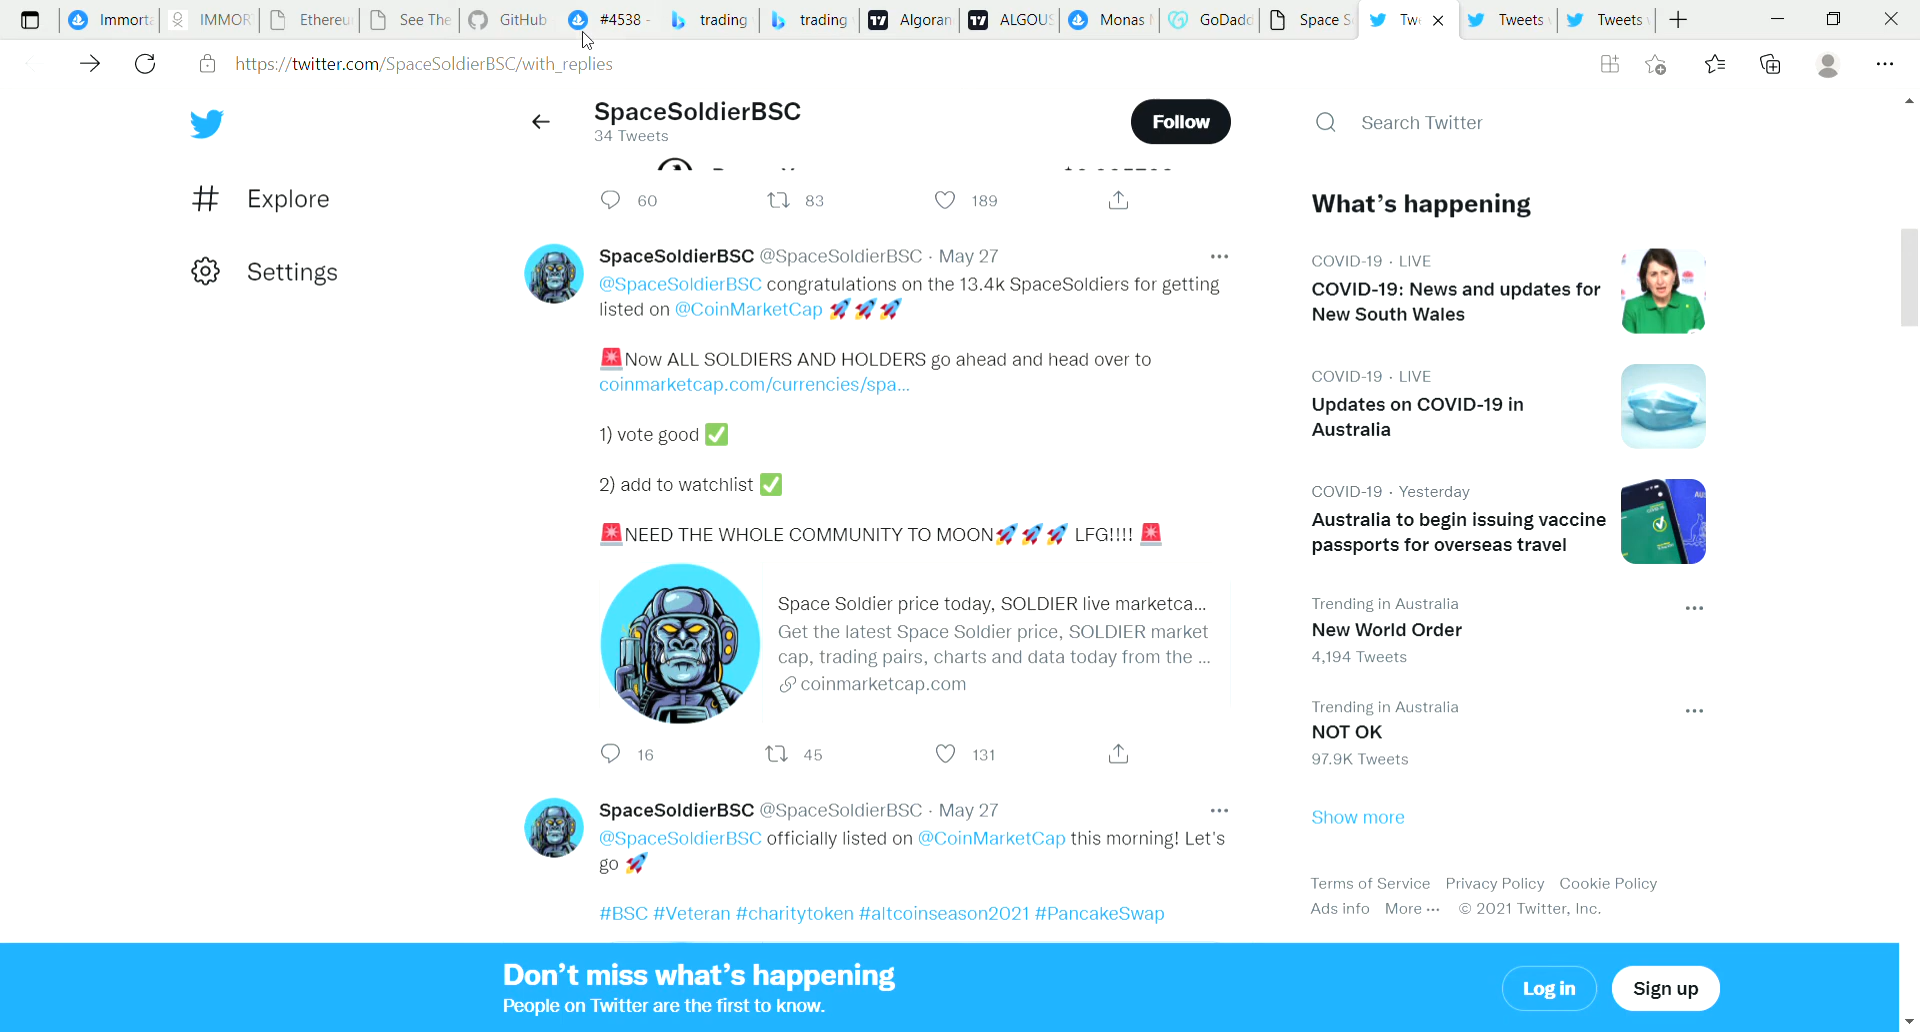 Immorta
IMMOR
Ethereu
See The
GitHub
#4538 -
trading
trading
Algoran
ALGOUS
Monas
GoDadd
Space S
Tw
Tweets
Tweets
https://twitter.com/SpaceSoldierBSC/with_replies
SpaceSoldierBSC
34 Tweets
Follow
Search Twitter
Explore
Settings
60 83 189
SpaceSoldierBSC @SpaceSoldierBSC · May 27
@SpaceSoldierBSC congratulations on the 13.4k SpaceSoldiers for getting
listed on @CoinMarketCap 🚀🚀🚀
🚨Now ALL SOLDIERS AND HOLDERS go ahead and head over to
coinmarketcap.com/currencies/spa...
1) vote good ✅
2) add to watchlist ✅
🚨NEED THE WHOLE COMMUNITY TO MOON🚀🚀🚀 LFG!!!! 🚨
Space Soldier price today, SOLDIER live marketca...
Get the latest Space Soldier price, SOLDIER market
cap, trading pairs, charts and data today from the ...
coinmarketcap.com
16 45 131
SpaceSoldierBSC @SpaceSoldierBSC · May 27
@SpaceSoldierBSC officially listed on @CoinMarketCap this morning! Let's
go 🚀
#BSC #Veteran #charitytoken #altcoinseason2021 #PancakeSwap
What's happening
COVID-19 · LIVE
COVID-19: News and updates for
New South Wales
COVID-19 · LIVE
Updates on COVID-19 in
Australia
COVID-19 · Yesterday
Australia to begin issuing vaccine
passports for overseas travel
Trending in Australia
New World Order
4,194 Tweets
Trending in Australia
NOT OK
97.9K Tweets
Show more
Terms of Service Privacy Policy Cookie Policy
Ads info More ··· © 2021 Twitter, Inc.
Don't miss what's happening
People on Twitter are the first to know.
Log in
Sign up